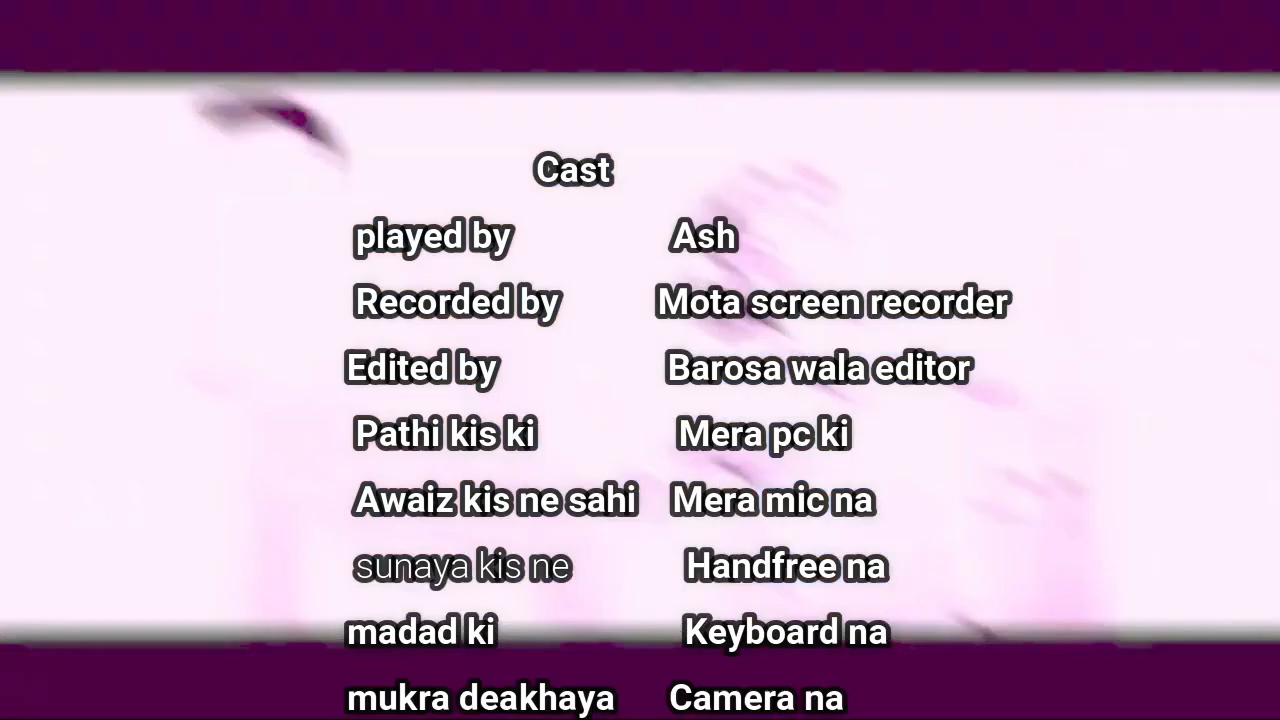 Cast
played by Ash
Recorded by Mota screen recorder
Edited by Barosa wala editor
Pathi kis ki Mera pc ki
Awaiz kis ne sahi Mera mic na
sunaya kis ne Handfree na
madad ki Keyboard na
mukra deakhaya Camera na